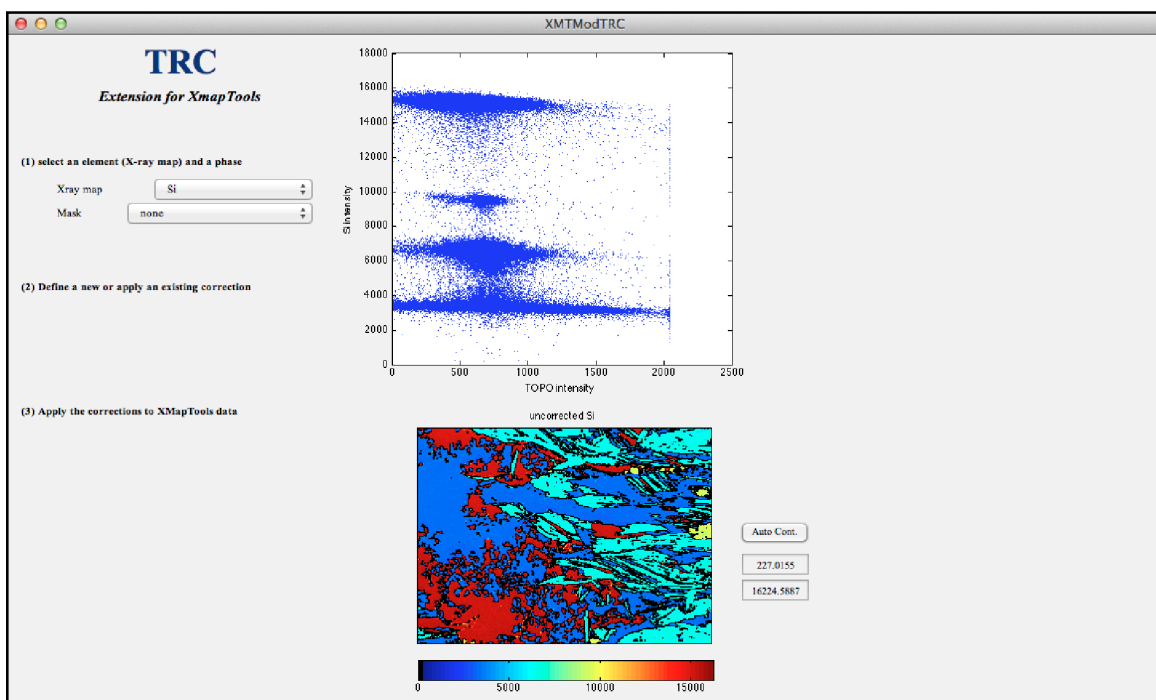 XMTModTRC
TRC
Extension for XmapTools
(1) select an element (X-ray map) and a phase
Xray map Si
Mask none
(2) Define a new or apply an existing correction
(3) Apply the corrections to XMapTools data
18000
16000
14000
12000
10000
8000
6000
4000
2000
0
Si intensity
0 500 1000 1500 2000 2500
TOPO intensity
uncorrected Si
Auto Cont.
227.0155
16224.5887
0 5000 10000 15000